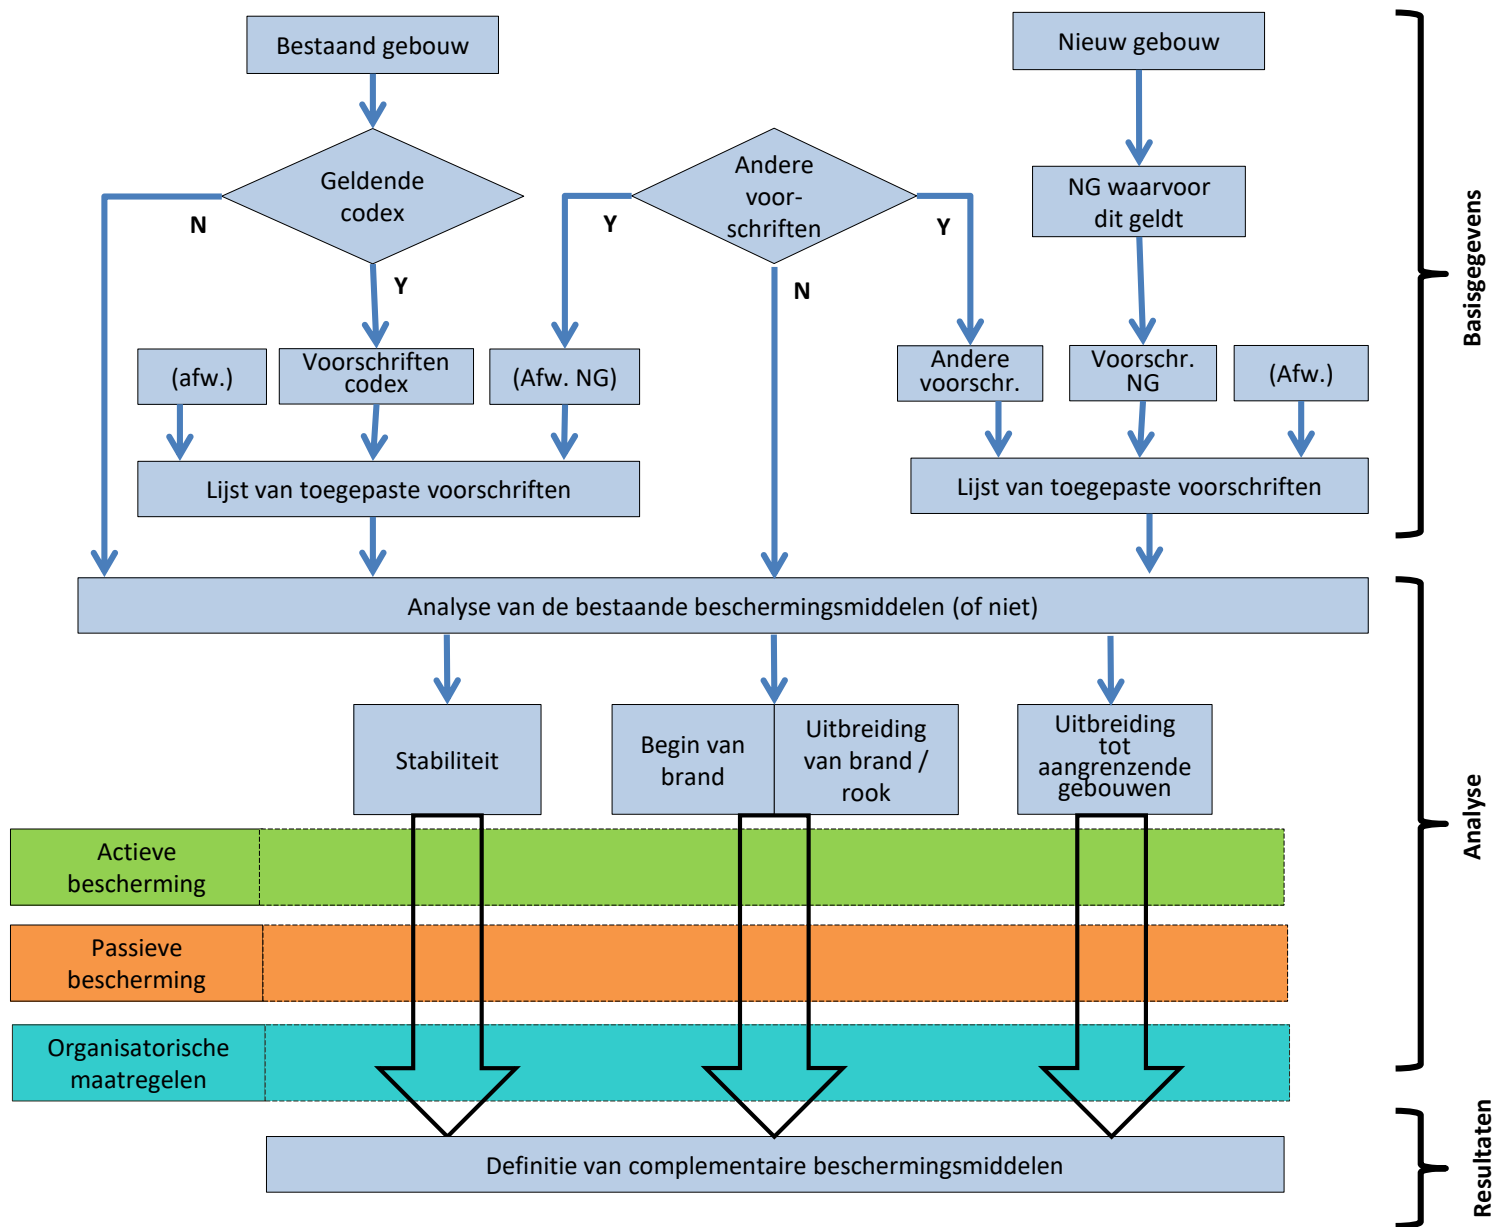 Bestaand gebouw
Nieuw gebouw
Geldende
codex
Andere
voor-
schriften
NG waarvoor
dit geldt
N
Y
Y
Y
N
(afw.)
Voorschriften
codex
(Afw. NG)
Andere
voorschr.
Voorschr.
NG
(Afw.)
Lijst van toegepaste voorschriften
Lijst van toegepaste voorschriften
Basisgegevens
Analyse van de bestaande beschermingsmiddelen (of niet)
Stabiliteit
Begin van
brand
Uitbreiding
van brand /
rook
Uitbreiding
tot
aangrenzende
gebouwen
Actieve
bescherming
Passieve
bescherming
Organisatorische
maatregelen
Analyse
Definitie van complementaire beschermingsmiddelen
Resultaten